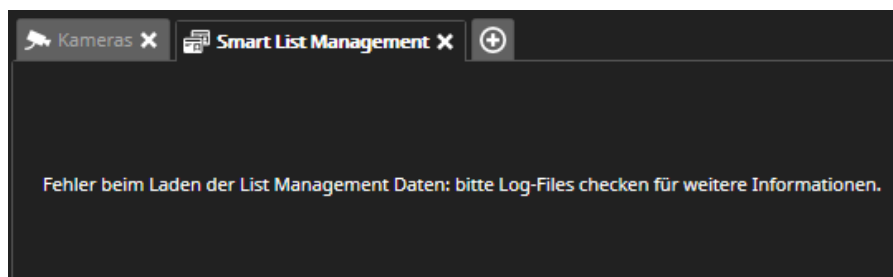 Kameras
Smart List Management
Fehler beim Laden der List Management Daten: bitte Log-Files checken für weitere Informationen.